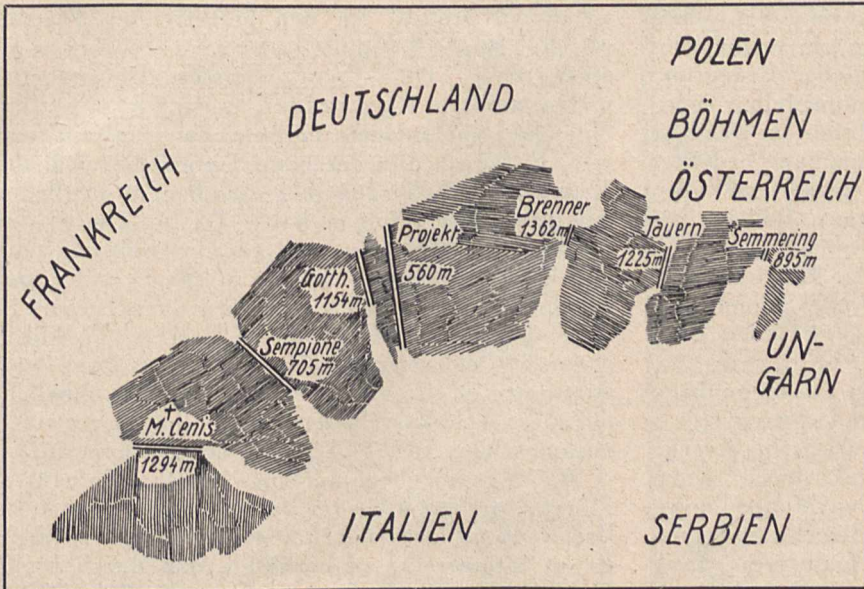 POLEN
DEUTSCHLAND
BÖHMEN
ÖSTERREICH
FRANKREICH
Brenner
1362m
Tauern
1225m
Semmering
895m
Projekt
560m
Gotth.
1154m
Sempione
705m
UN-
GARN
M. Cenis
1294m
ITALIEN
SERBIEN